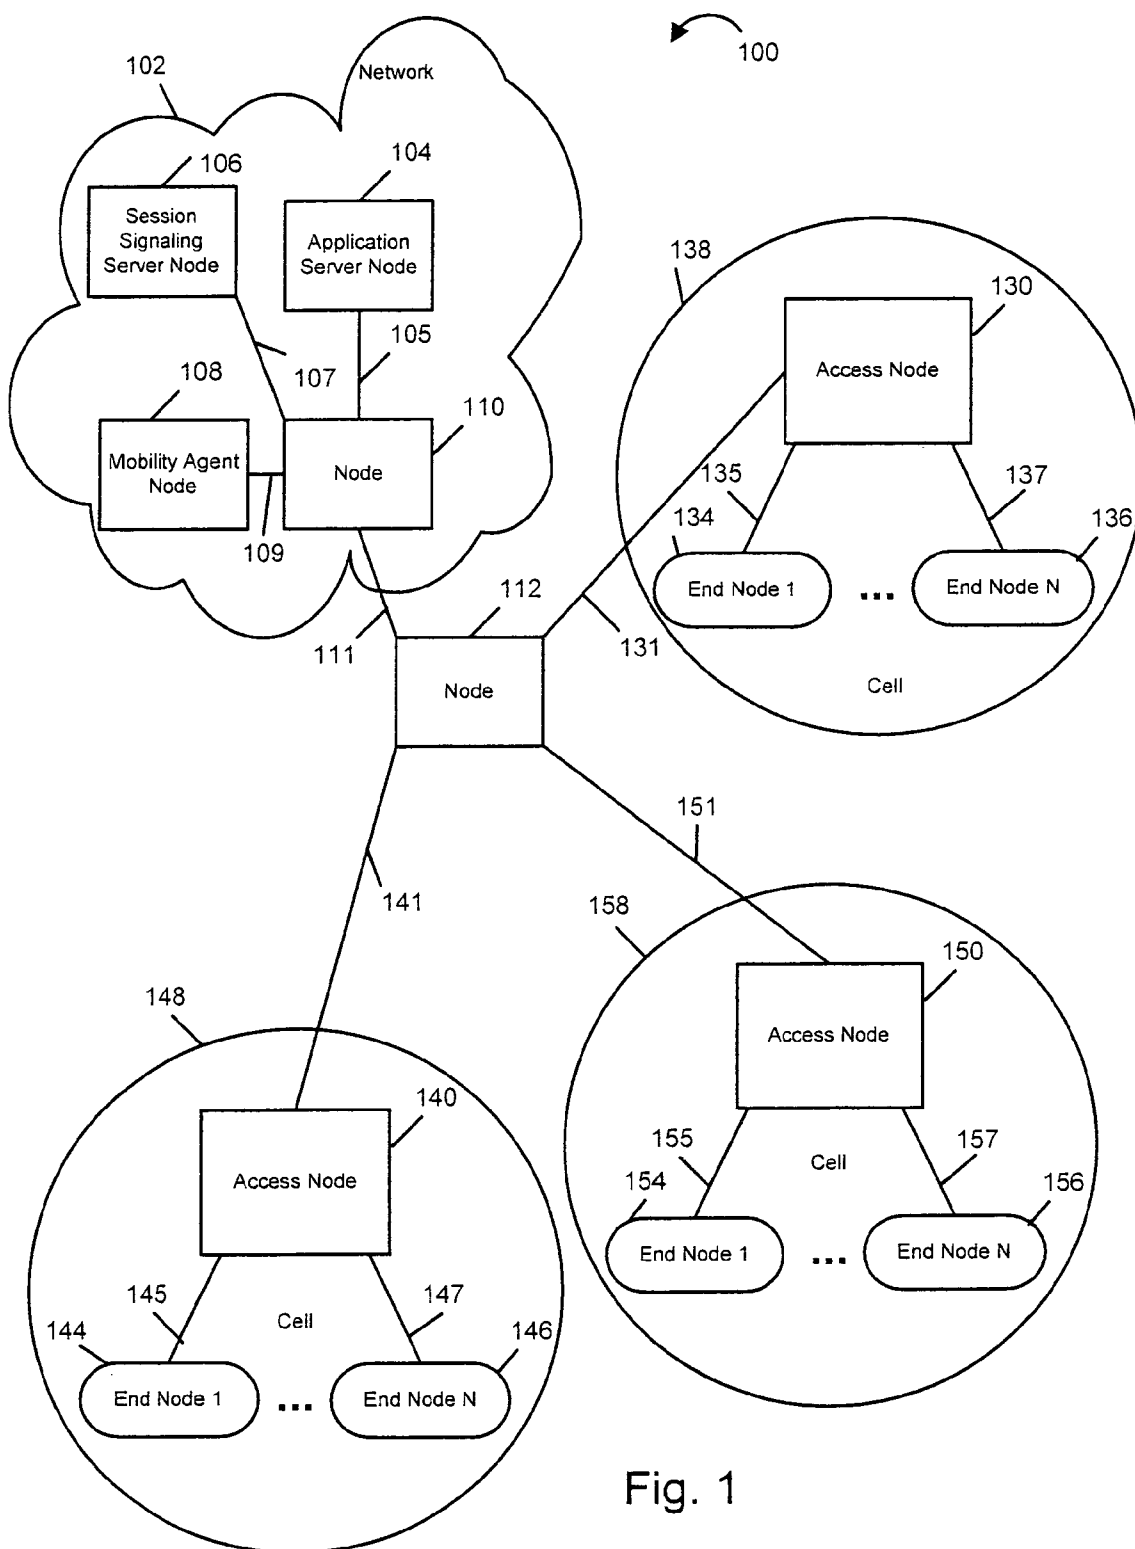 100
102
Network
106
104
Session
Signaling
Server Node
Application
Server Node
105
107
108
110
Mobility Agent
Node
Node
109
111
112
Node
131
138
130
Access Node
135
137
134
136
End Node 1
...
End Node N
Cell
141
151
158
150
Access Node
155
Cell
157
154
156
End Node 1
...
End Node N
148
140
Access Node
145
Cell
147
144
146
End Node 1
...
End Node N
Fig. 1